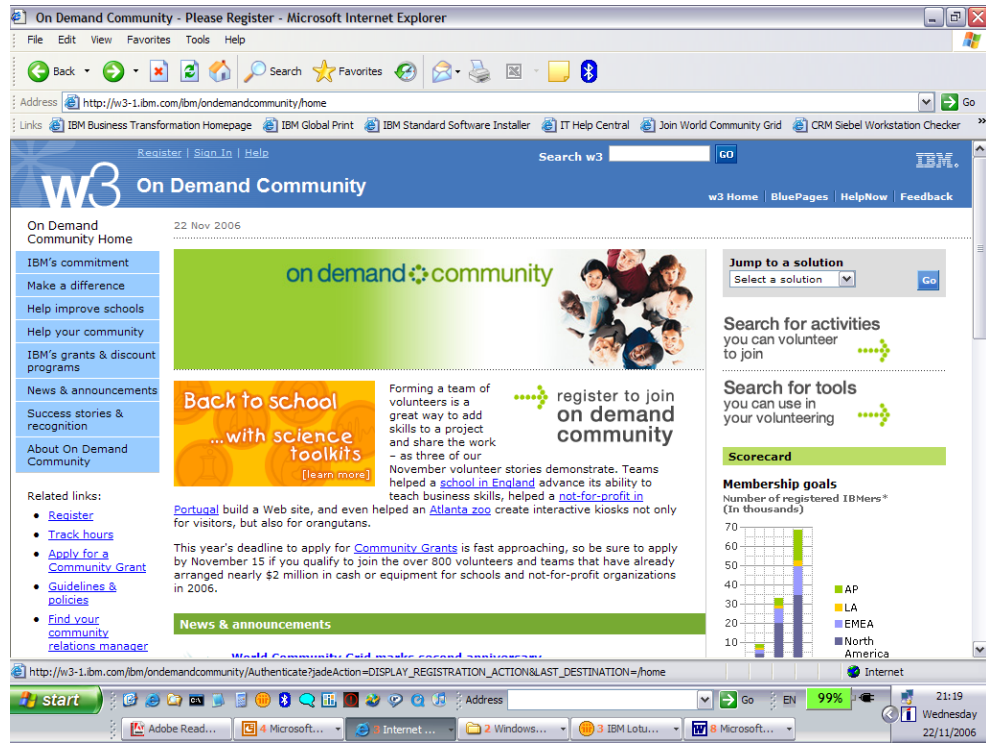 On Demand Community - Please Register - Microsoft Internet Explorer
File Edit View Favorites Tools Help
Back Search Favorites
Address http://w3-1.ibm.com/ibm/ondemandcommunity/home Go
Links IBM Business Transformation Homepage IBM Global Print IBM Standard Software Installer IT Help Central Join World Community Grid CRM Siebel Workstation Checker »
Register | Sign In | Help
Search w3 GO
IBM.
w3 On Demand Community
w3 Home BluePages HelpNow Feedback
On Demand
Community Home
IBM's commitment
Make a difference
Help improve schools
Help your community
IBM's grants & discount
programs
News & announcements
Success stories &
recognition
About On Demand
Community
Related links:
• Register
• Track hours
• Apply for a
Community Grant
• Guidelines &
policies
• Find your
community
relations manager
22 Nov 2006
on demand community
Back to school
...with science
toolkits
[learn more]
Forming a team of
volunteers is a
great way to add
skills to a project
and share the work
– as three of our
November volunteer stories demonstrate. Teams
helped a school in England advance its ability to
teach business skills, helped a not-for-profit in
Portugal build a Web site, and even helped an Atlanta zoo create interactive kiosks not only
for visitors, but also for orangutans.
register to join
on demand
community
This year's deadline to apply for Community Grants is fast approaching, so be sure to apply
by November 15 if you qualify to join the over 800 volunteers and teams that have already
arranged nearly $2 million in cash or equipment for schools and not-for-profit organizations
in 2006.
News & announcements
World Community Grid marks second anniversary
Jump to a solution
Select a solution Go
Search for activities
you can volunteer
to join
Search for tools
you can use in
your volunteering
Scorecard
Membership goals
Number of registered IBMers*
(In thousands)
70
60
50
40
30
20
10
AP
LA
EMEA
North
America
http://w3-1.ibm.com/ibm/ondemandcommunity/Authenticate?jadeAction=DISPLAY_REGISTRATION_ACTION&LAST_DESTINATION=/home Internet
start Address Go EN 99% 21:19
Wednesday
22/11/2006
Adobe Read... 4 Microsoft... 3 Internet ... 2 Windows... 3 IBM Lotu... 8 Microsoft...